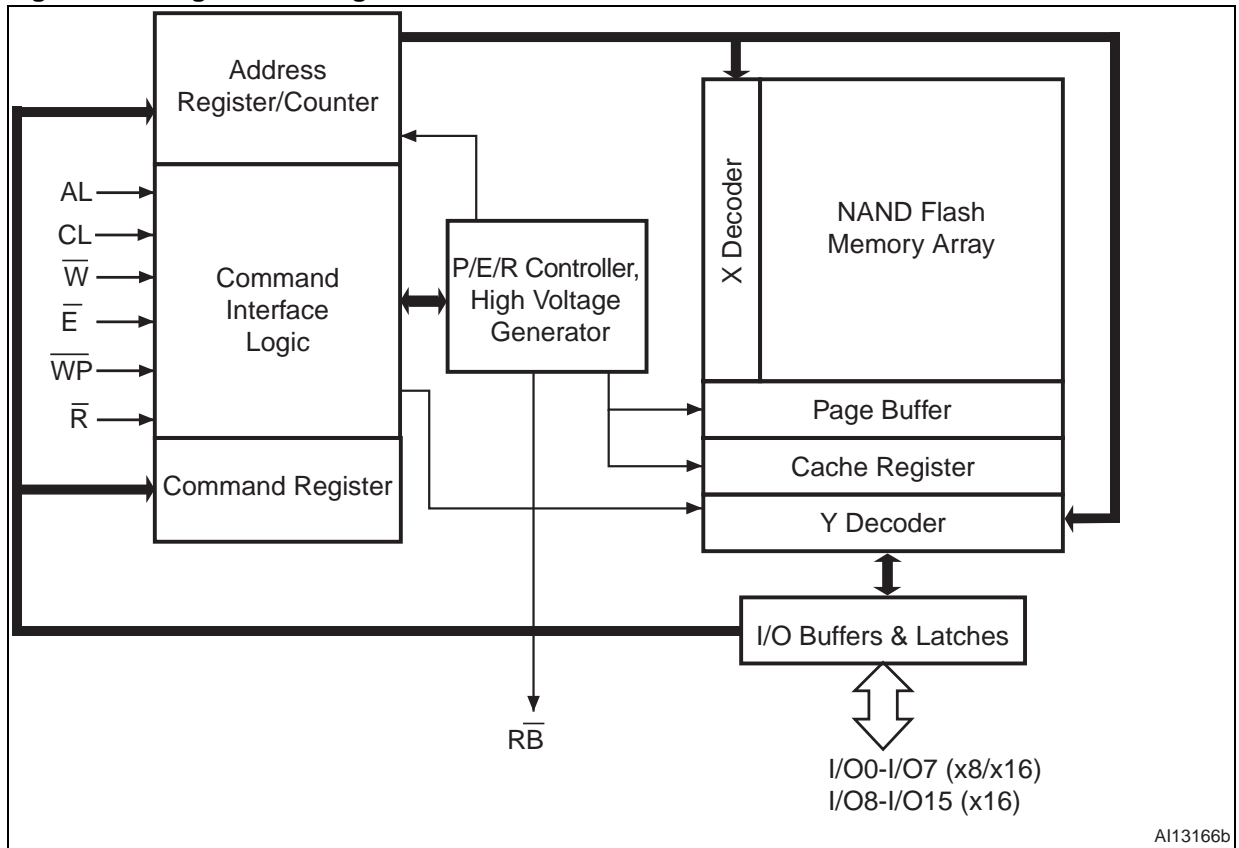 Address
Register/Counter
AL
CL
W̅
E̅
W̅P̅
R̅
Command
Interface
Logic
Command Register
P/E/R Controller,
High Voltage
Generator
X Decoder
NAND Flash
Memory Array
Page Buffer
Cache Register
Y Decoder
I/O Buffers & Latches
RB̅
I/O0-I/O7 (x8/x16)
I/O8-I/O15 (x16)
AI13166b